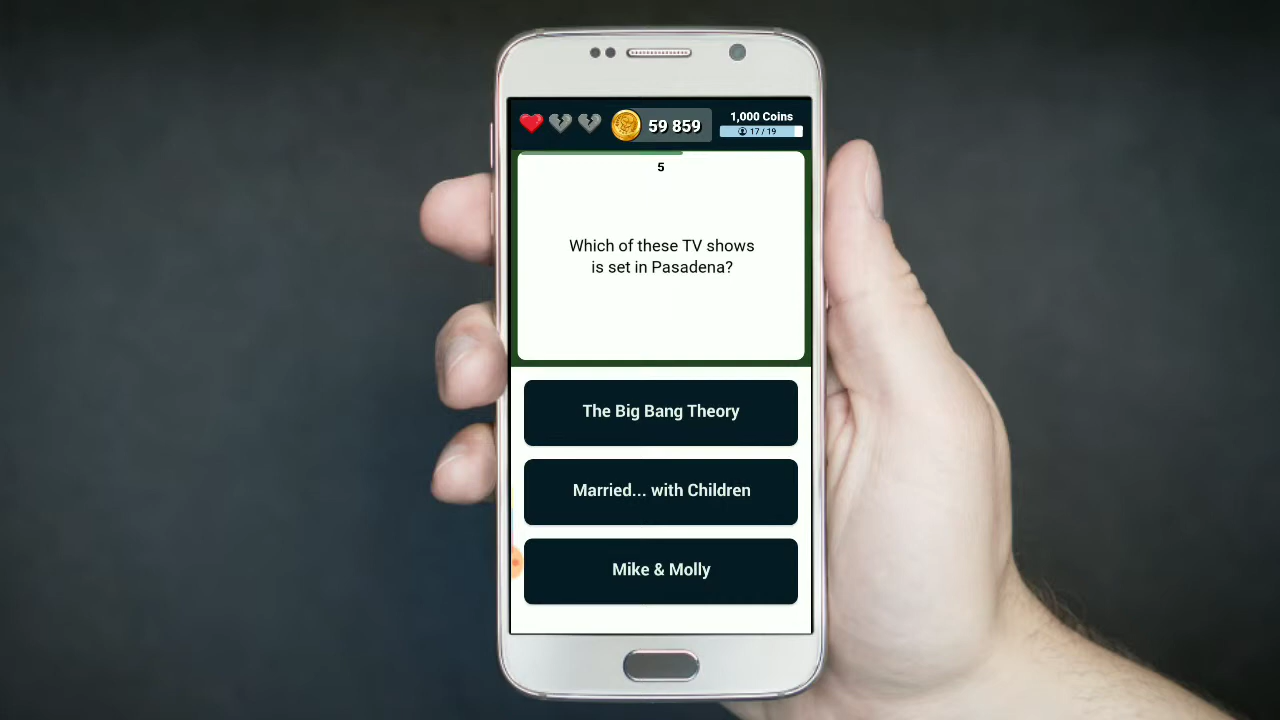 59 859
1,000 Coins
17 / 19
5
Which of these TV shows
is set in Pasadena?
The Big Bang Theory
Married... with Children
Mike & Molly